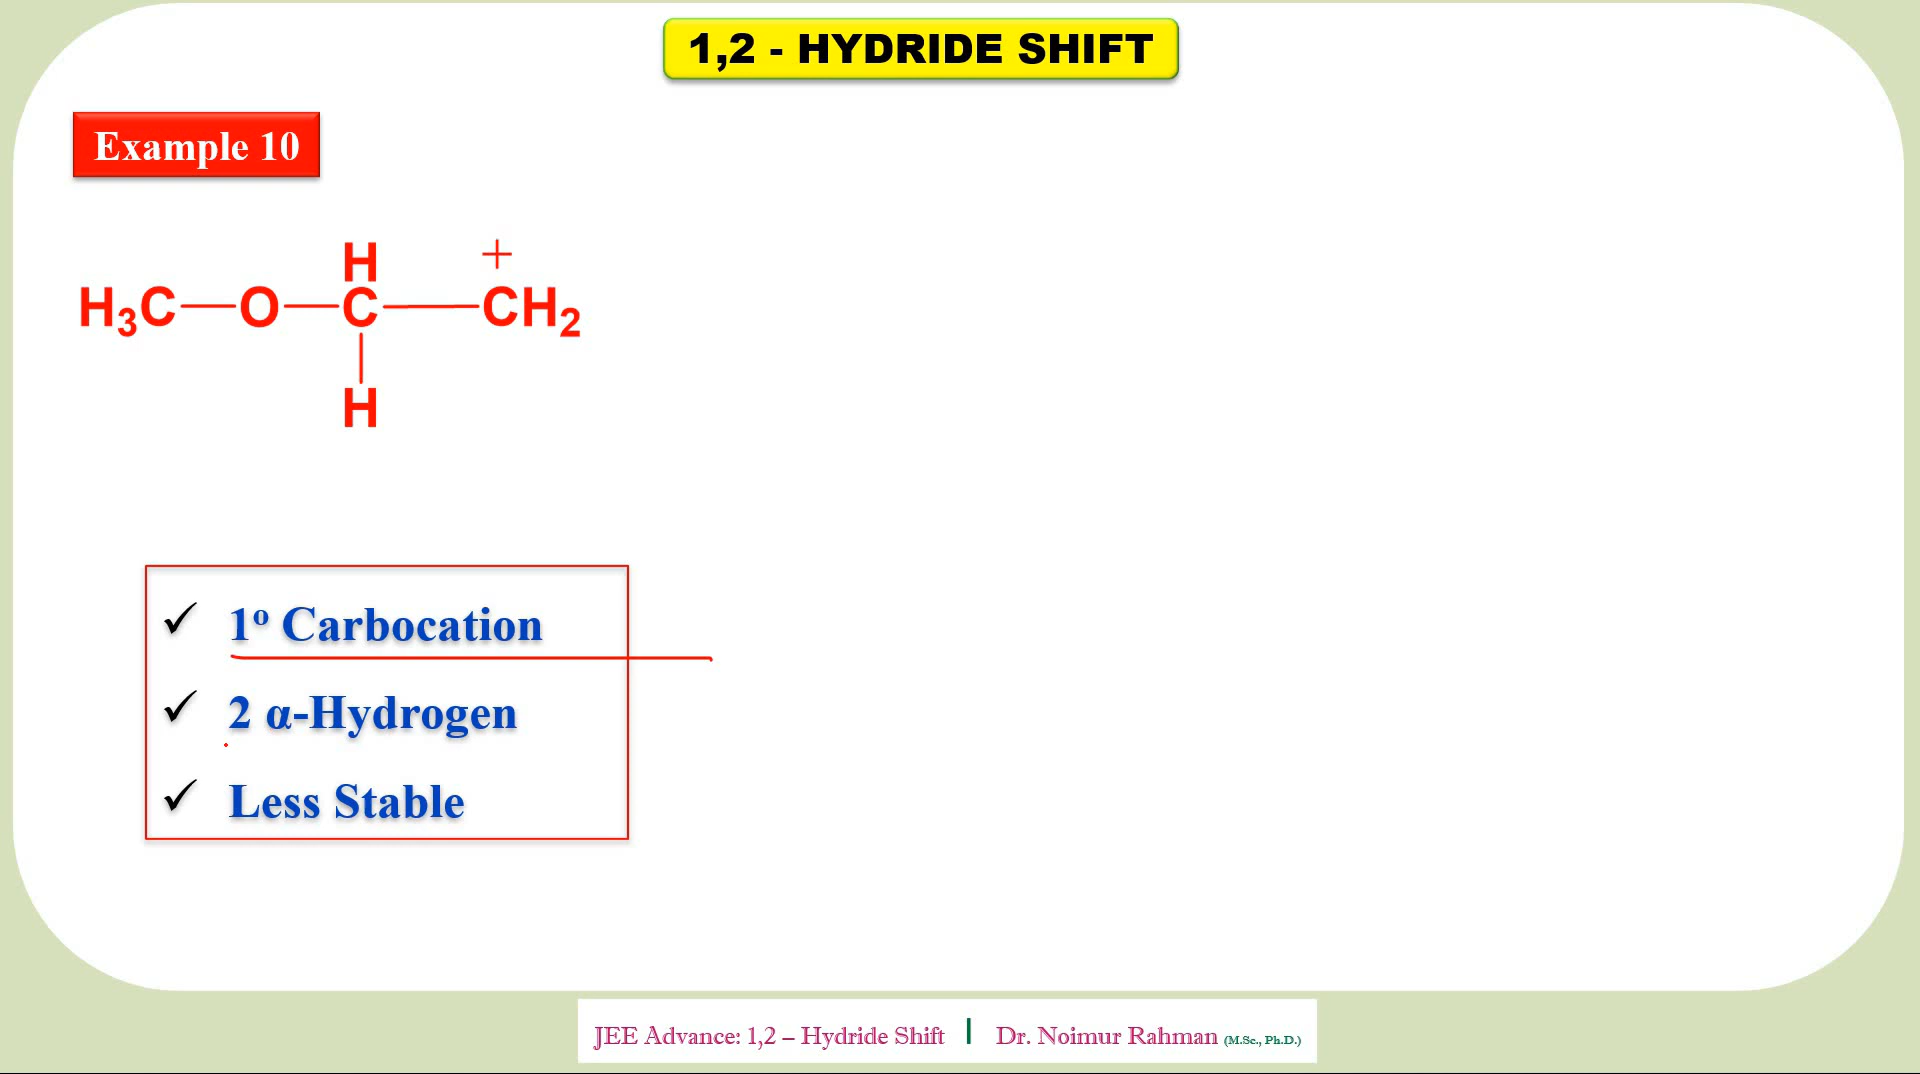 1,2 - HYDRIDE SHIFT
Example 10
H
+
H₃C—O—C—CH₂
H
✓ 1º Carbocation
✓ 2 α-Hydrogen
✓ Less Stable
JEE Advance: 1,2 – Hydride Shift | Dr. Noimur Rahman (M.Sc., Ph.D.)